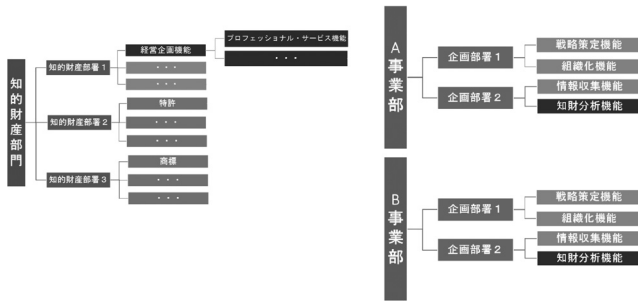 知的財産部門
知的財産部署1
経営企画機能
プロフェッショナル・サービス機能
・・・
・・・
・・・
知的財産部署2
特許
・・・
・・・
知的財産部署3
商標
・・・
・・・
A事業部
企画部署1
戦略策定機能
組織化機能
企画部署2
情報収集機能
知財分析機能
B事業部
企画部署1
戦略策定機能
組織化機能
企画部署2
情報収集機能
知財分析機能